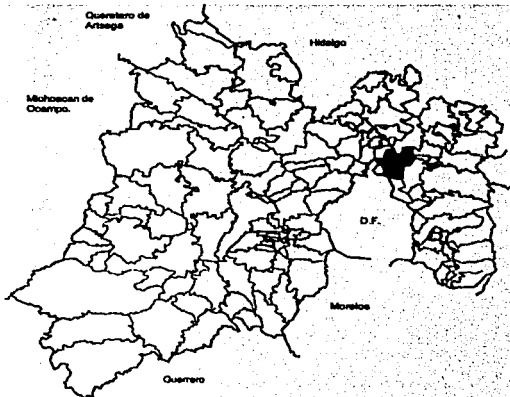 Queretaro de
Arteaga
Hidalgo
Michoacan de
Ocampo.
D.F.
Morelos
Guerrero